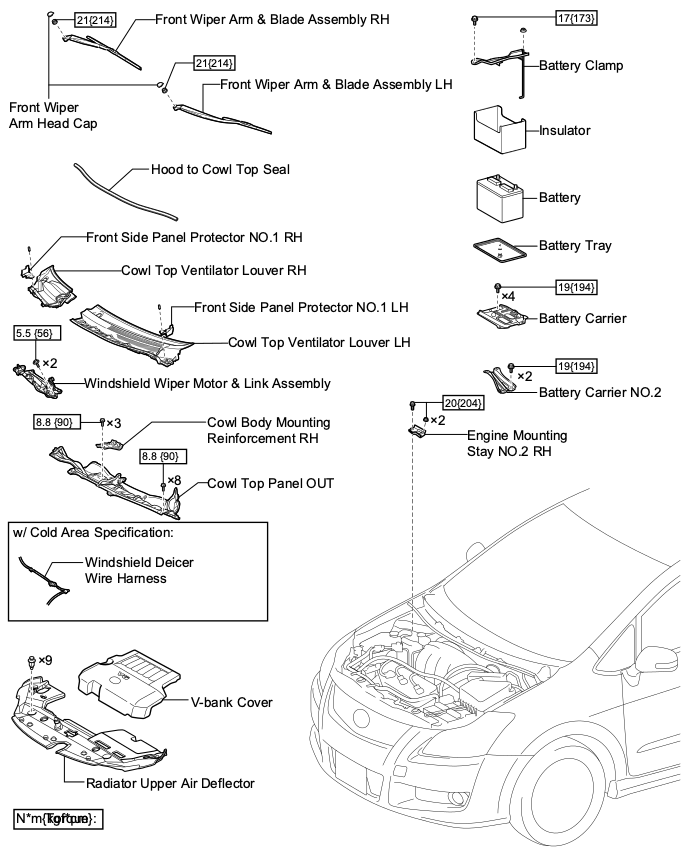 21{214}
Front Wiper Arm & Blade Assembly RH
21{214}
Front Wiper Arm & Blade Assembly LH
Front Wiper
Arm Head Cap
Hood to Cowl Top Seal
Front Side Panel Protector NO.1 RH
Cowl Top Ventilator Louver RH
Front Side Panel Protector NO.1 LH
Cowl Top Ventilator Louver LH
5.5 {56}
×2
Windshield Wiper Motor & Link Assembly
8.8 {90}
×3
Cowl Body Mounting
Reinforcement RH
8.8 {90}
×8
Cowl Top Panel OUT
w/ Cold Area Specification:
Windshield Deicer
Wire Harness
×9
V-bank Cover
Radiator Upper Air Deflector
17{173}
Battery Clamp
Insulator
Battery
Battery Tray
19{194}
×4
Battery Carrier
19{194}
×2
Battery Carrier NO.2
20{204}
×2
Engine Mounting
Stay NO.2 RH